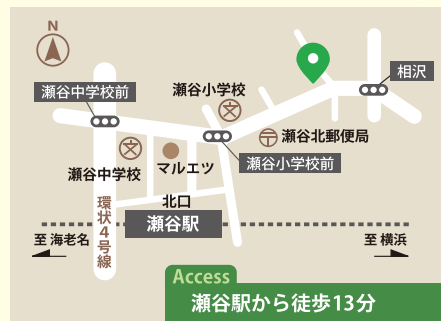 N
瀬谷中学校前
瀬谷小学校
文
相沢
文
瀬谷中学校
マルエツ
〒
瀬谷北郵便局
瀬谷小学校前
環状4号線
北口
瀬谷駅
至 海老名
至 横浜
Access
瀬谷駅から徒歩13分